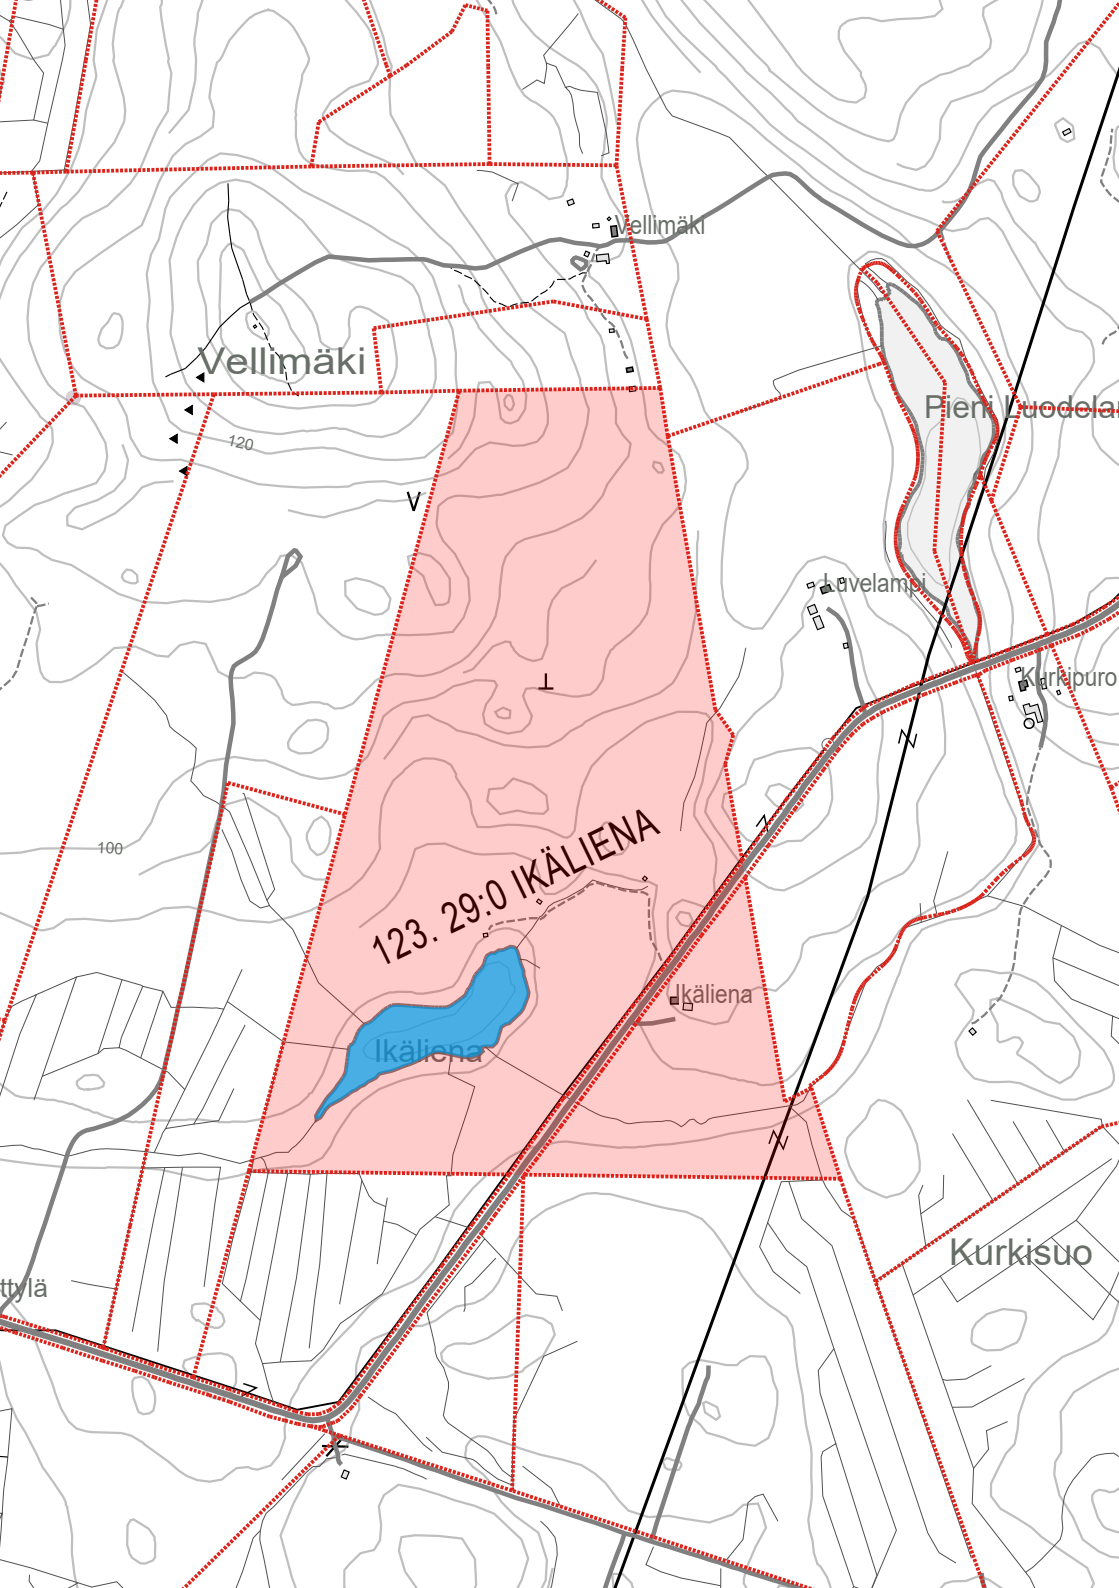 Vellimäki
Vellimäki
Pieni Luodela
120
Luvelampi
Kurkipuro
100
123. 29:0 IKÄLIENA
Ikäliena
Ikäliena
Kurkisuo
ttylä